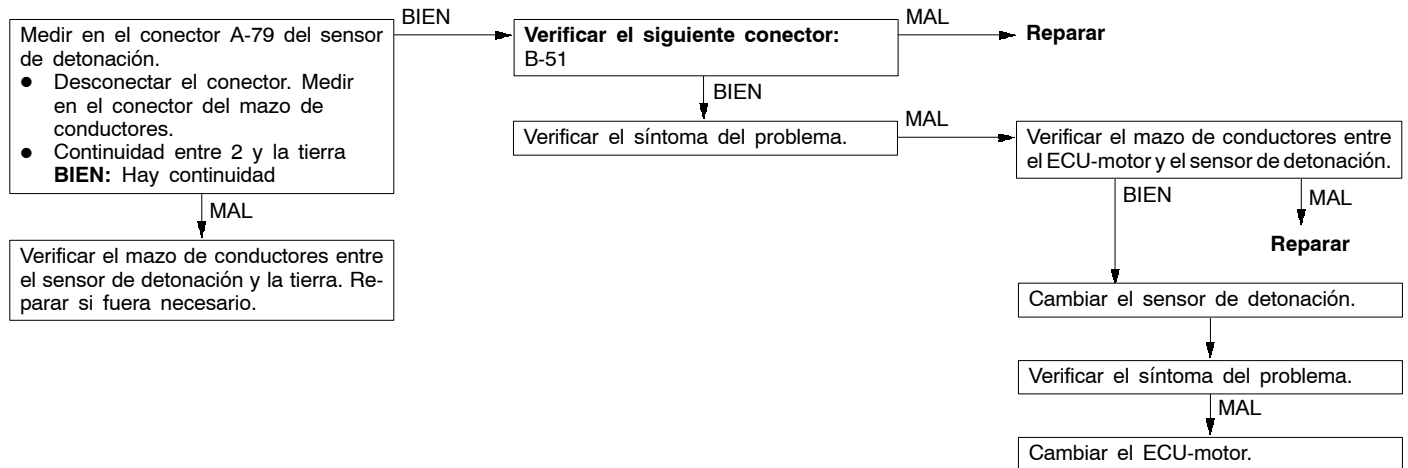 BIEN
Medir en el conector A-79 del sensor
de detonación.
● Desconectar el conector. Medir
en el conector del mazo de
conductores.
● Continuidad entre 2 y la tierra
BIEN: Hay continuidad
MAL
Verificar el mazo de conductores entre
el sensor de detonación y la tierra. Re-
parar si fuera necesario.
Verificar el siguiente conector:
B-51
MAL
Reparar
BIEN
Verificar el síntoma del problema.
MAL
Verificar el mazo de conductores entre
el ECU-motor y el sensor de detonación.
BIEN
MAL
Reparar
Cambiar el sensor de detonación.
Verificar el síntoma del problema.
MAL
Cambiar el ECU-motor.